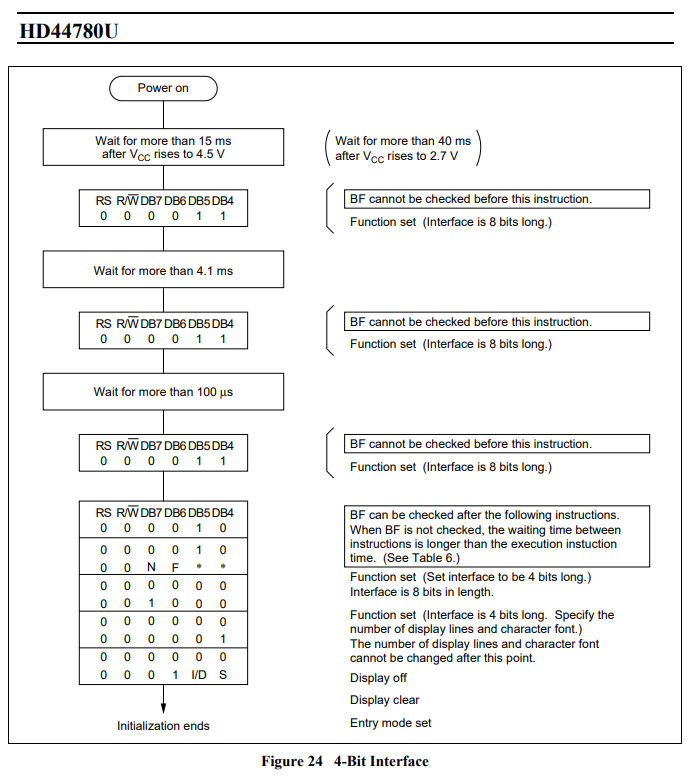 HD44780U
Power on
Wait for more than 15 ms
after VCC rises to 4.5 V
Wait for more than 40 ms
after VCC rises to 2.7 V
RS R/W̅ DB7 DB6 DB5 DB4
0 0 0 0 1 1
BF cannot be checked before this instruction.
Function set (Interface is 8 bits long.)
Wait for more than 4.1 ms
RS R/W̅ DB7 DB6 DB5 DB4
0 0 0 0 1 1
BF cannot be checked before this instruction.
Function set (Interface is 8 bits long.)
Wait for more than 100 µs
RS R/W̅ DB7 DB6 DB5 DB4
0 0 0 0 1 1
BF cannot be checked before this instruction.
Function set (Interface is 8 bits long.)
RS R/W̅ DB7 DB6 DB5 DB4
0 0 0 0 1 0
0 0 0 0 1 0
0 0 N F * *
0 0 0 0 0 0
0 0 1 0 0 0
0 0 0 0 0 0
0 0 0 0 0 1
0 0 0 0 0 0
0 0 0 1 I/D S
BF can be checked after the following instructions.
When BF is not checked, the waiting time between
instructions is longer than the execution instuction
time. (See Table 6.)
Function set (Set interface to be 4 bits long.)
Interface is 8 bits in length.
Function set (Interface is 4 bits long. Specify the
number of display lines and character font.)
The number of display lines and character font
cannot be changed after this point.
Display off
Display clear
Entry mode set
Initialization ends
Figure 24 4-Bit Interface